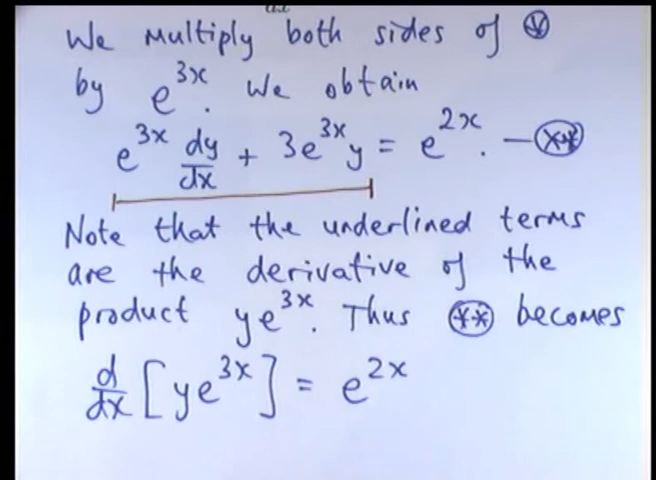 We multiply both sides of ⊛
by e^{3x}. We obtain
e^{3x} dy/dx + 3e^{3x}y = e^{2x}. — (**)
Note that the underlined terms
are the derivative of the
product ye^{3x}. Thus (**) becomes
d/dx [ye^{3x}] = e^{2x}